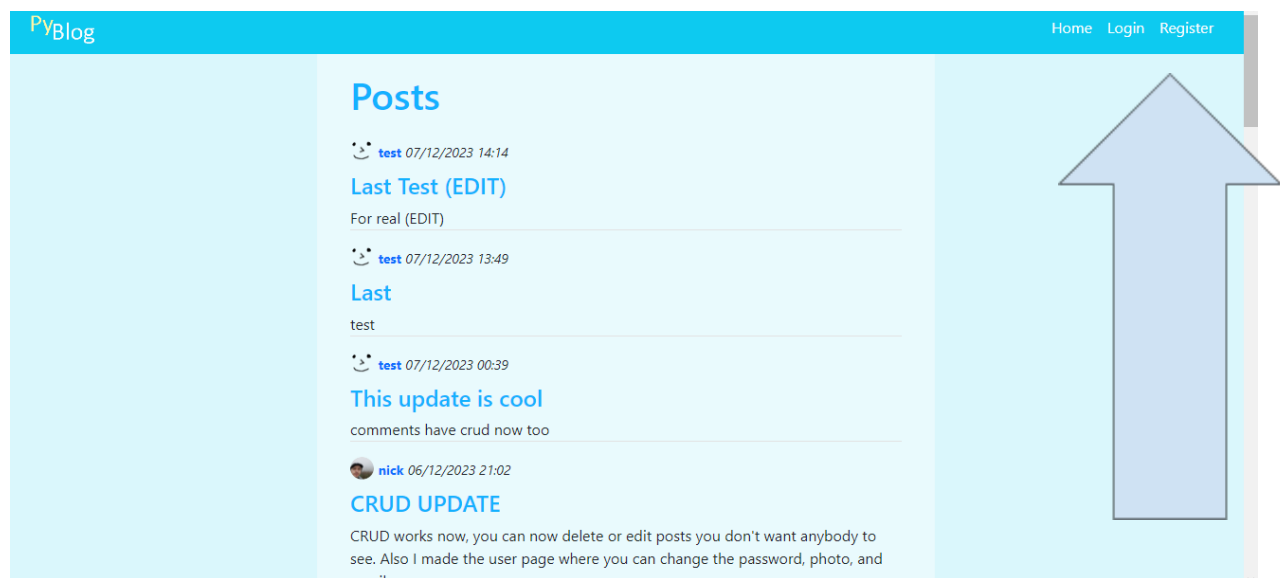 PyBlog
Home Login Register
Posts
test 07/12/2023 14:14
Last Test (EDIT)
For real (EDIT)
test 07/12/2023 13:49
Last
test
test 07/12/2023 00:39
This update is cool
comments have crud now too
nick 06/12/2023 21:02
CRUD UPDATE
CRUD works now, you can now delete or edit posts you don't want anybody to
see. Also I made the user page where you can change the password, photo, and